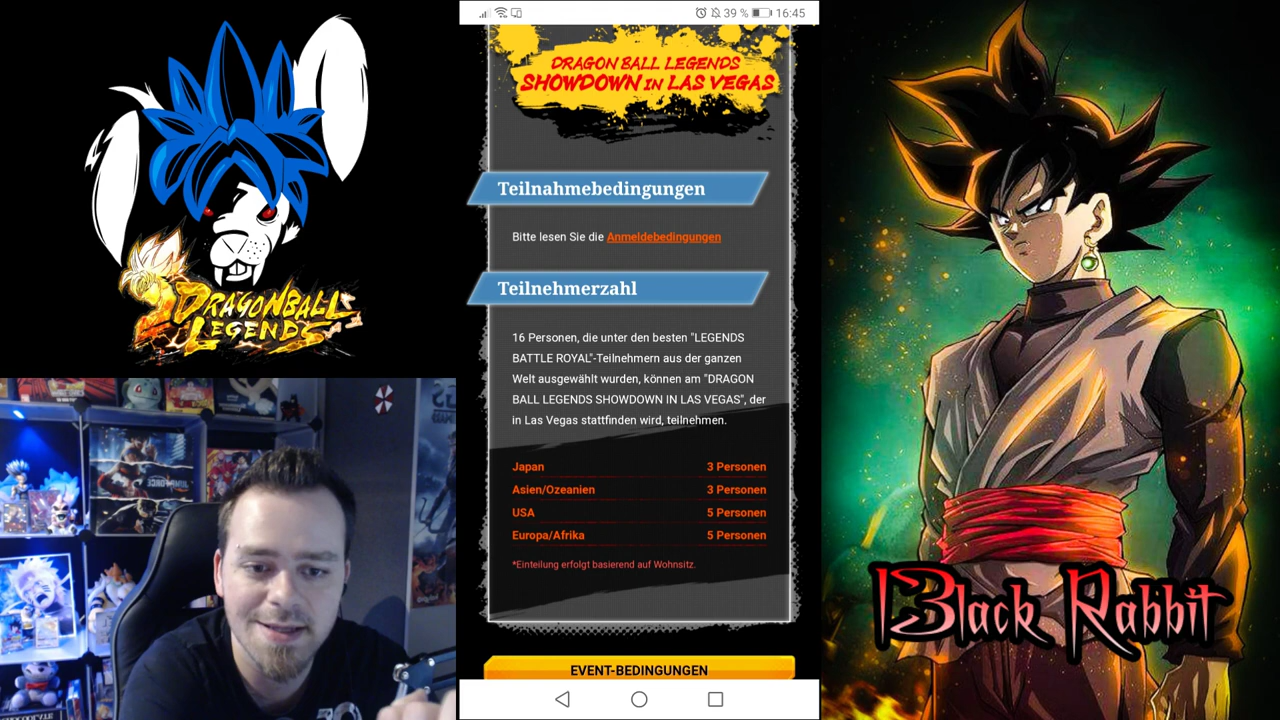 DRAGONBALL
LEGENDS
39 % 16:45
DRAGON BALL LEGENDS
SHOWDOWN IN LAS VEGAS
Teilnahmebedingungen
Bitte lesen Sie die Anmeldebedingungen
Teilnehmerzahl
16 Personen, die unter den besten "LEGENDS
BATTLE ROYAL"-Teilnehmern aus der ganzen
Welt ausgewählt wurden, können am "DRAGON
BALL LEGENDS SHOWDOWN IN LAS VEGAS", der
in Las Vegas stattfinden wird, teilnehmen.
Japan 3 Personen
Asien/Ozeanien 3 Personen
USA 5 Personen
Europa/Afrika 5 Personen
*Einteilung erfolgt basierend auf Wohnsitz.
EVENT-BEDINGUNGEN
Black Rabbit